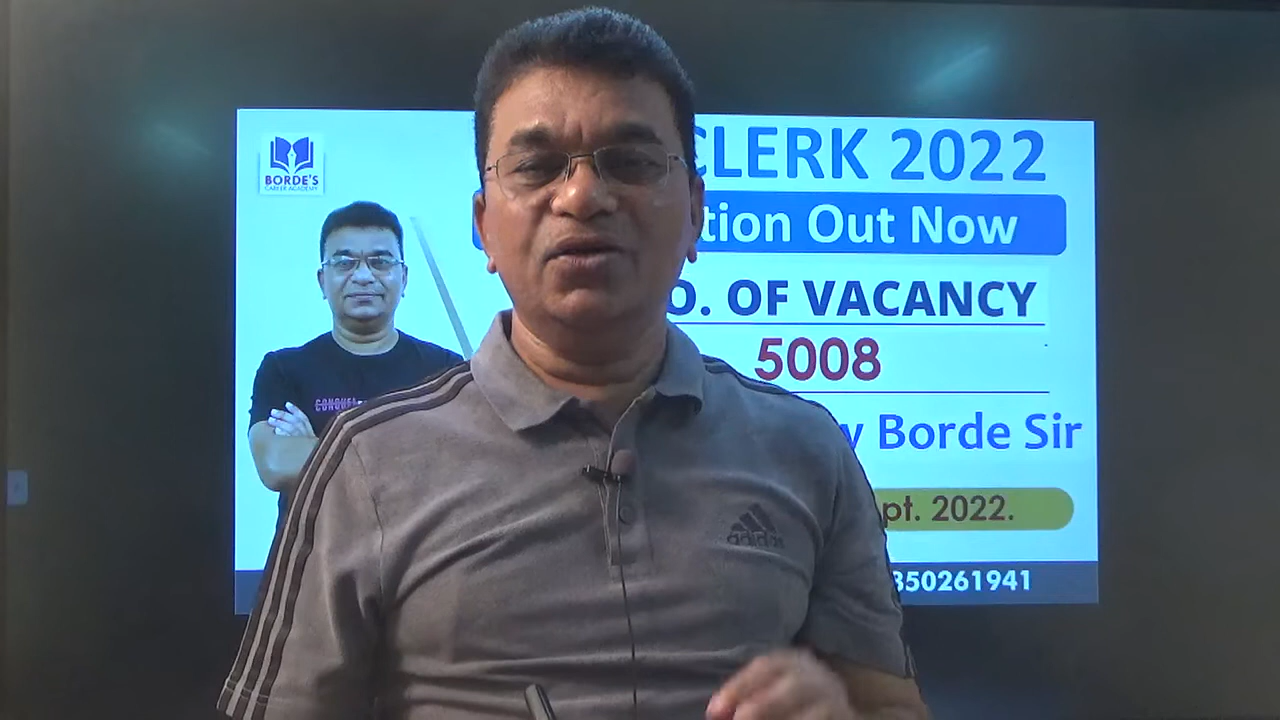 BORDE'S
CAREER ACADEMY
CLERK 2022
tion Out Now
O. OF VACANCY
5008
Borde Sir
pt. 2022.
350261941
adidas